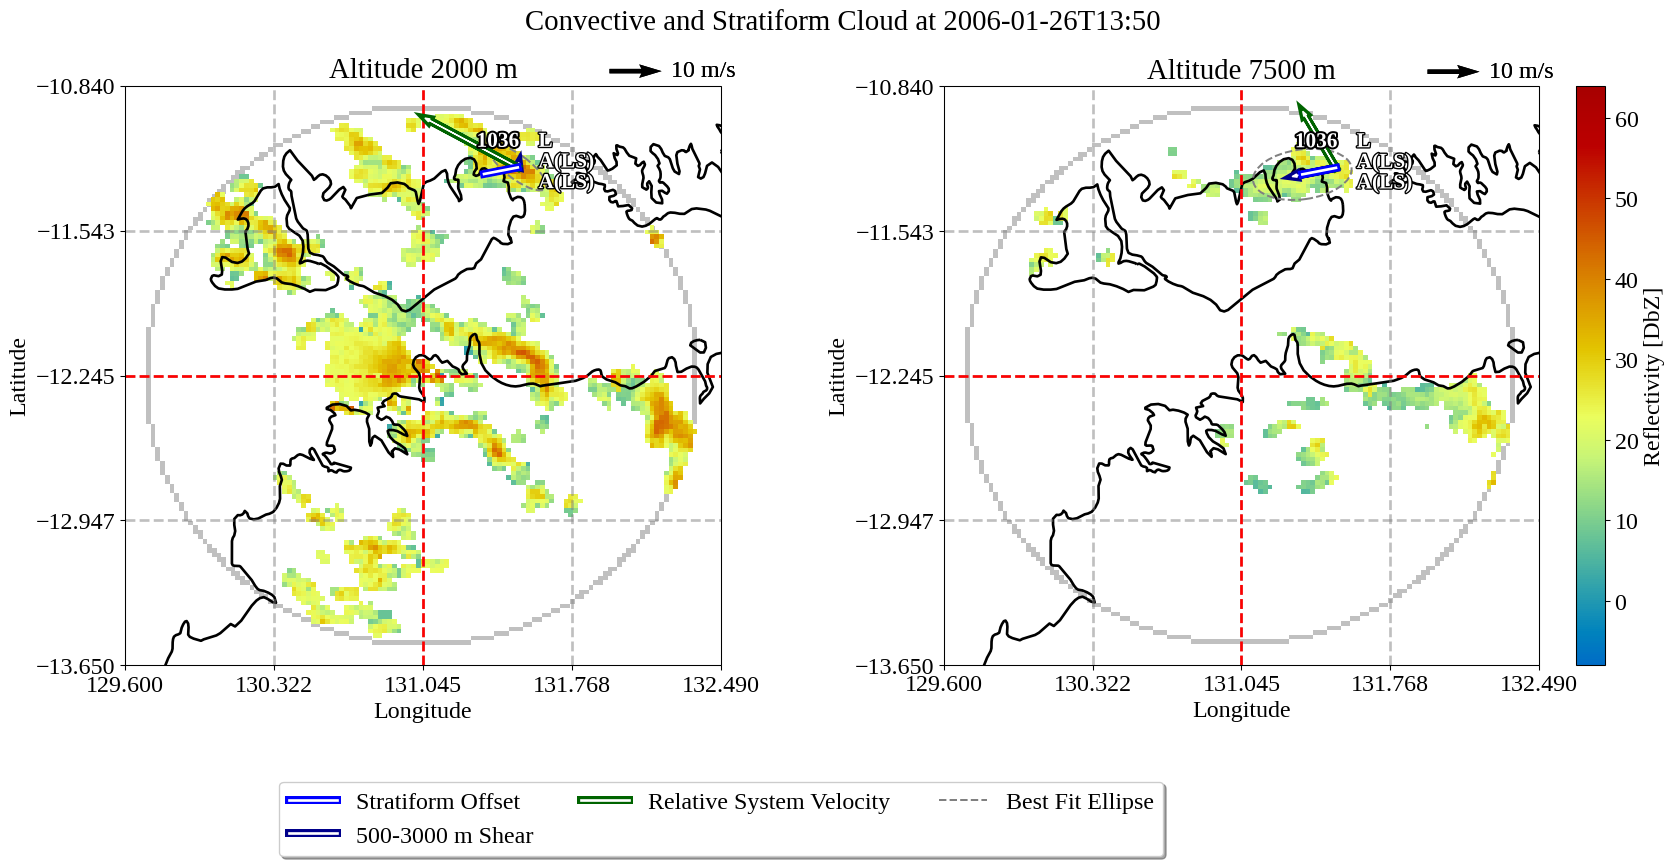 Convective and Stratiform Cloud at 2006-01-26T13:50
Altitude 2000 m
10 m/s
−10.840
−11.543
−12.245
−12.947
−13.650
129.600
130.322
131.045
131.768
132.490
Latitude
Longitude
1036
L
A(LS)
A(LS)
Altitude 7500 m
10 m/s
−10.840
−11.543
−12.245
−12.947
−13.650
129.600
130.322
131.045
131.768
132.490
Latitude
Longitude
1036
L
A(LS)
A(LS)
60
50
40
30
20
10
0
Reflectivity [DbZ]
Stratiform Offset
500-3000 m Shear
Relative System Velocity
Best Fit Ellipse